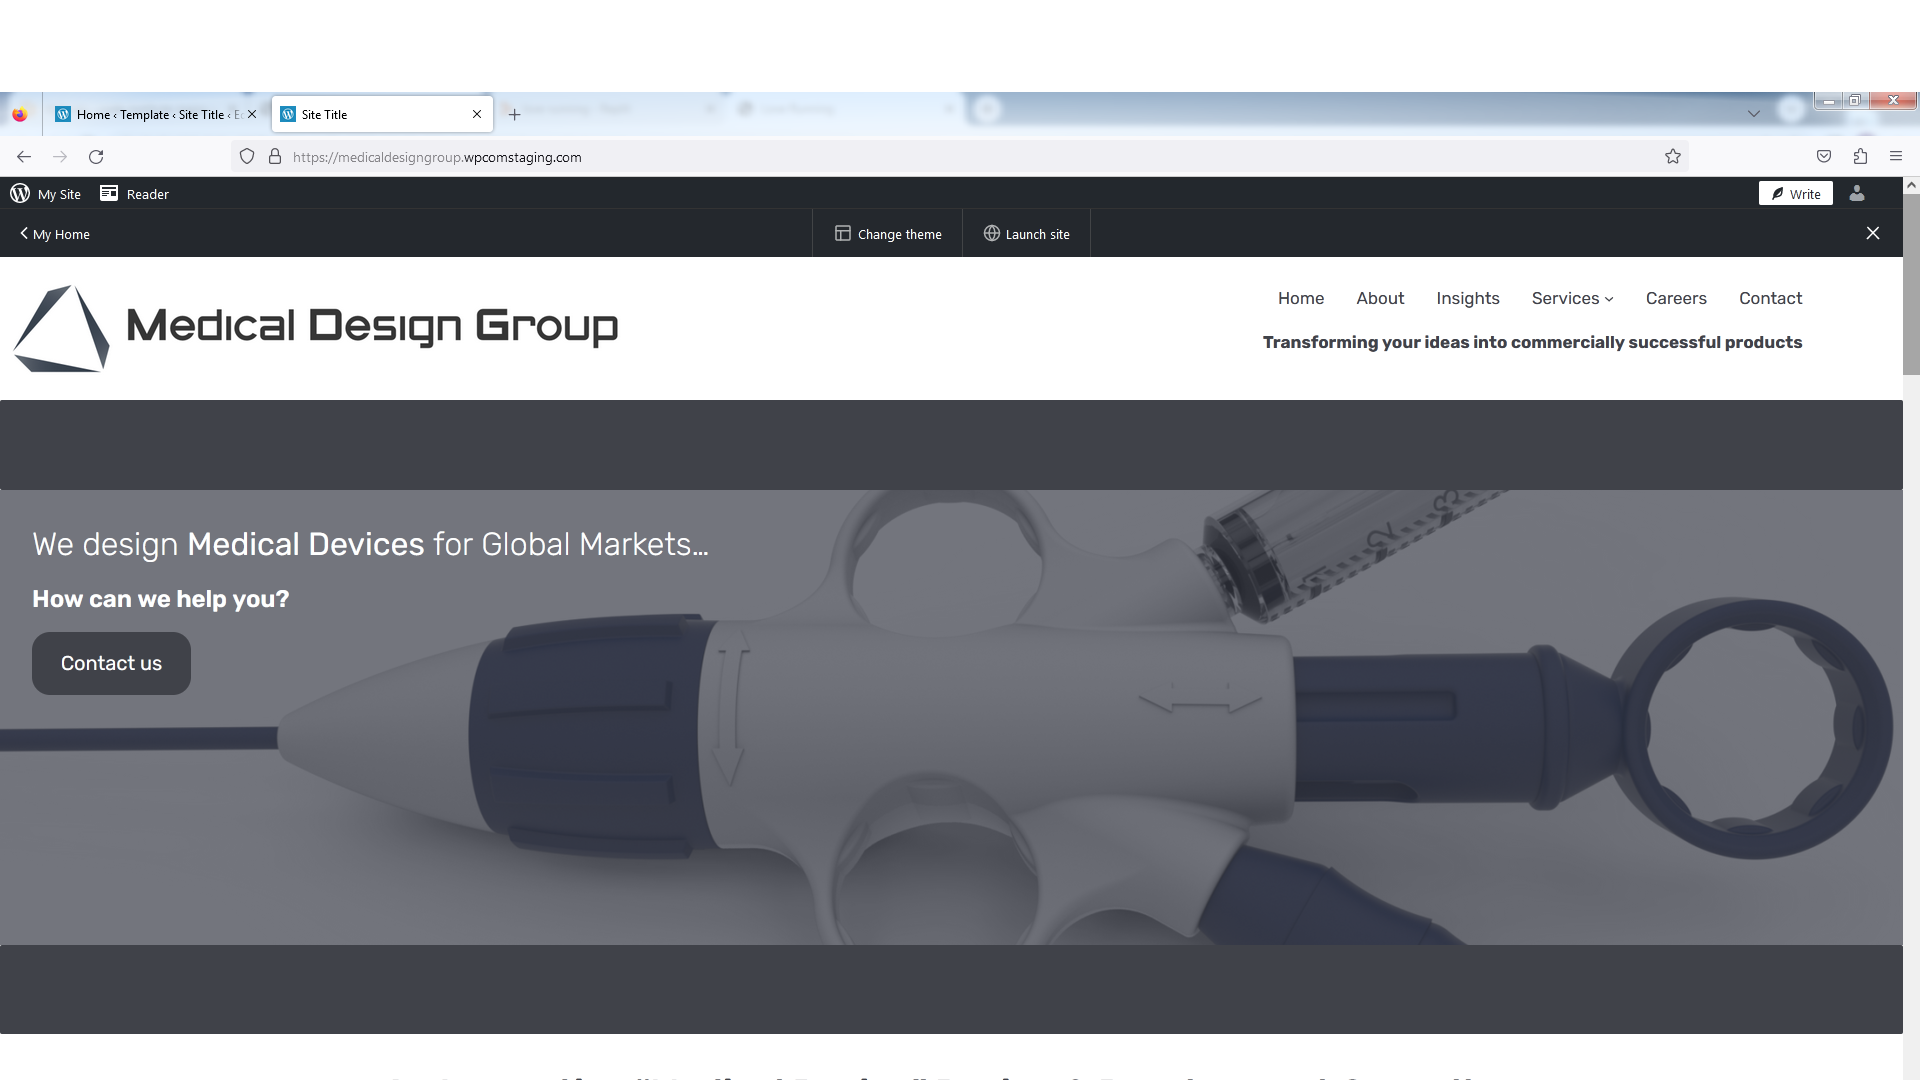 Home ‹ Template ‹ Site Title ‹
Site Title
https://medicaldesigngroup.wpcomstaging.com
My Site
Reader
Write
My Home
Change theme
Launch site
Medical Design Group
Home
About
Insights
Services
Careers
Contact
Transforming your ideas into commercially successful products
We design Medical Devices for Global Markets...
How can we help you?
Contact us
2
3